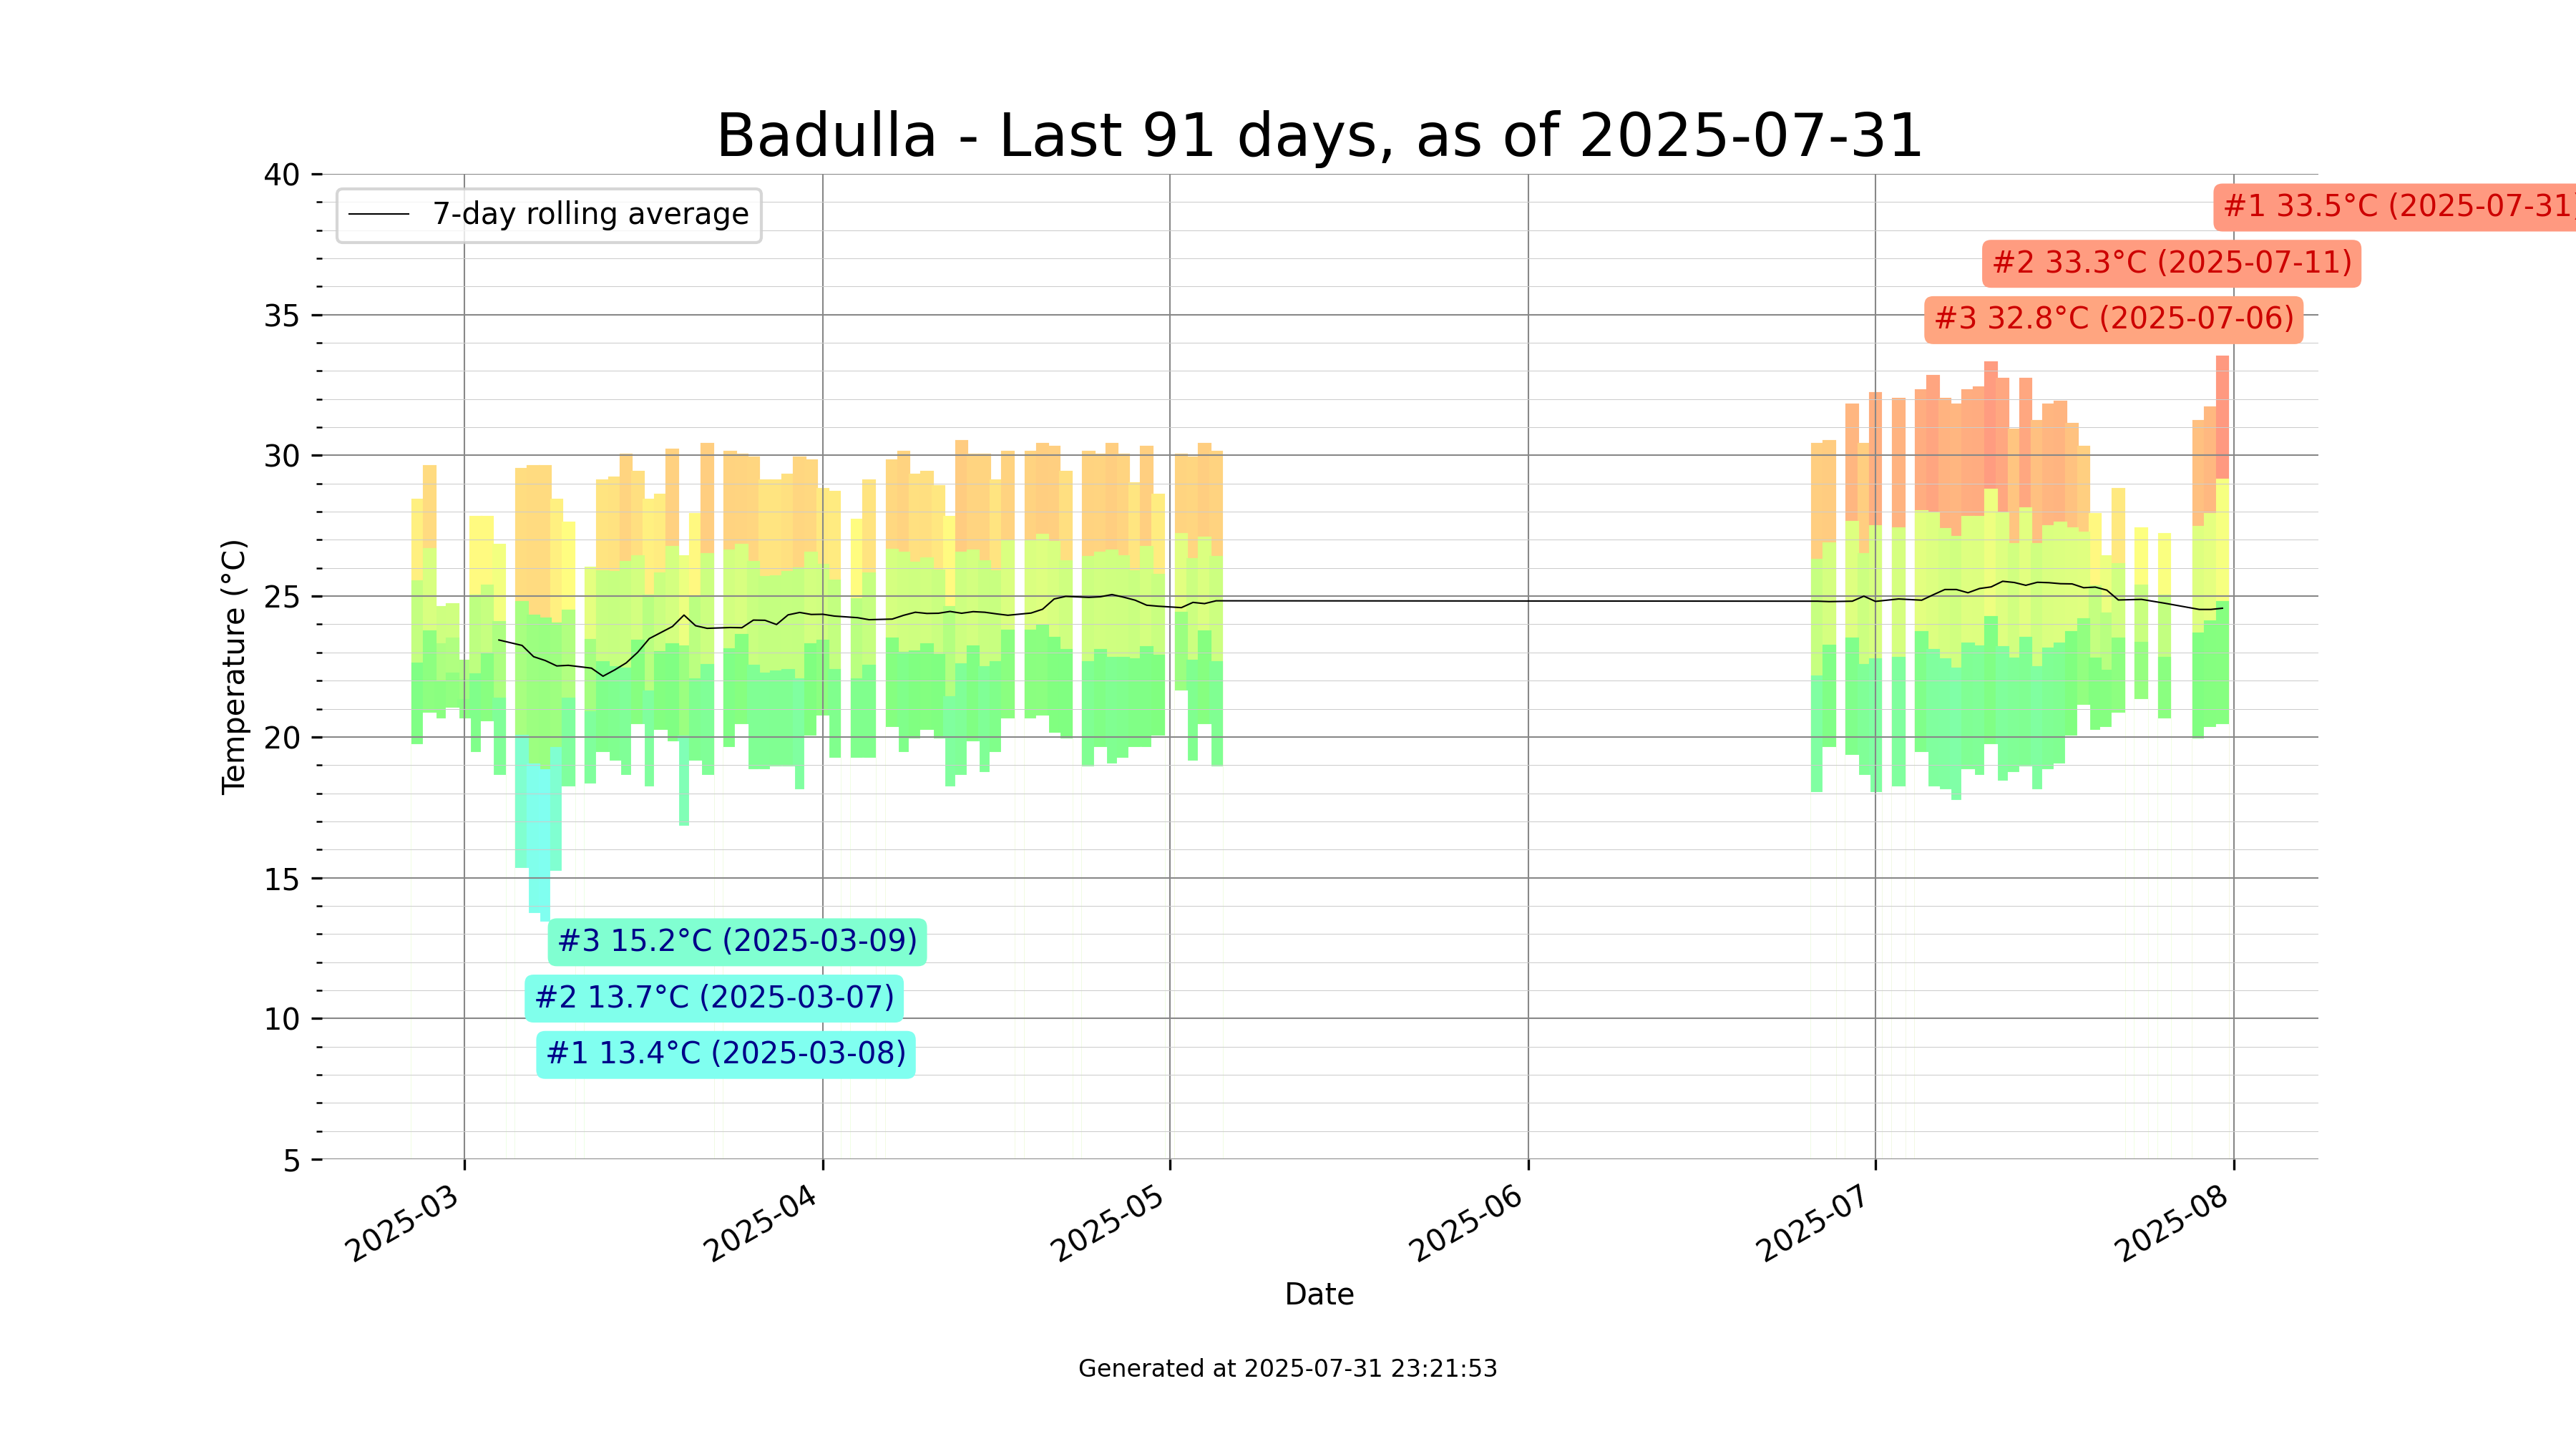 Badulla - Last 91 days, as of 2025-07-31
7-day rolling average
#1 33.5°C (2025-07-31)
#2 33.3°C (2025-07-11)
#3 32.8°C (2025-07-06)
40
35
30
25
20
15
10
5
Temperature (°C)
#3 15.2°C (2025-03-09)
#2 13.7°C (2025-03-07)
#1 13.4°C (2025-03-08)
2025-03
2025-04
2025-05
2025-06
2025-07
2025-08
Date
Generated at 2025-07-31 23:21:53